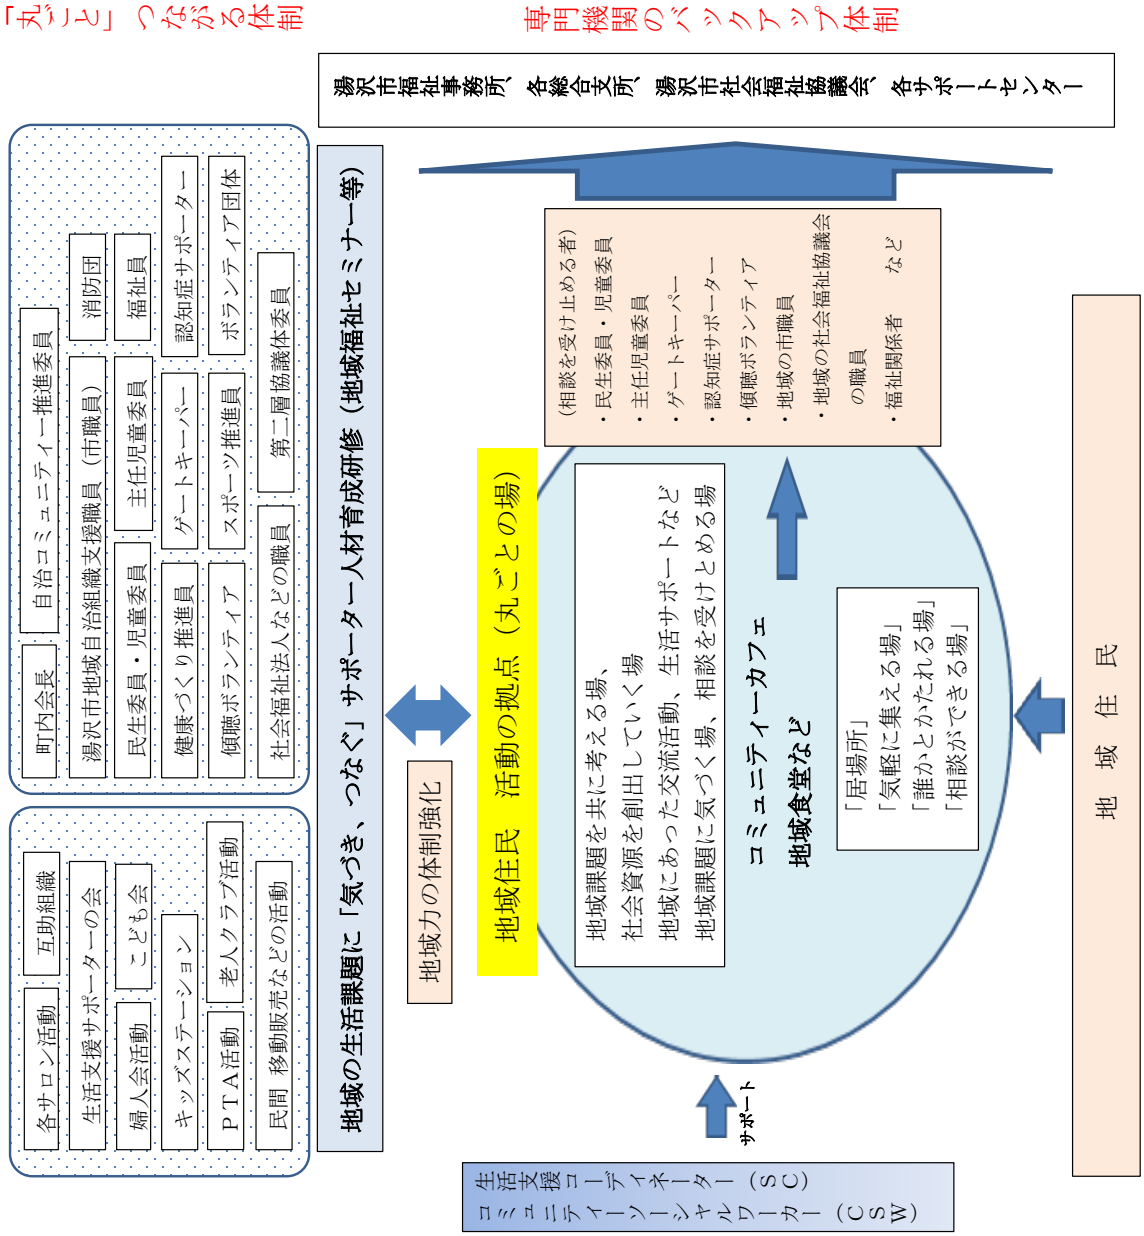 「丸ごと」つながる体制
専門機関のバックアップ体制
各サロン活動
互助組織
生活支援サポーターの会
婦人会活動
こども会
キッズステーション
ＰＴＡ活動
老人クラブ活動
民間 移動販売などの活動
町内会長
自治コミュニティー推進委員
湯沢市地域自治組織支援職員（市職員）
消防団
民生委員・児童委員
主任児童委員
福祉員
健康づくり推進員
ゲートキーパー
認知症サポーター
傾聴ボランティア
スポーツ推進員
ボランティア団体
社会福祉法人などの職員
第二層協議体委員
地域の生活課題に「気づき、つなぐ」サポーター人材育成研修（地域福祉セミナー等）
湯沢市福祉事務所、各総合支所、湯沢市社会福祉協議会、各サポートセンター
地域力の体制強化
地域住民　活動の拠点（丸ごとの場）
地域課題を共に考える場、
社会資源を創出していく場
地域にあった交流活動、生活サポートなど
地域課題に気づく場、相談を受けとめる場
コミュニティーカフェ
地域食堂など
「居場所」
「気軽に集える場」
「誰かとかたれる場」
「相談ができる場」
（相談を受け止める者）
・民生委員・児童委員
・主任児童委員
・ゲートキーパー
・認知症サポーター
・傾聴ボランティア
・地域の市職員
・地域の社会福祉協議会
の職員
・福祉関係者　など
サポート
生活支援コーディネーター（ＳＣ）
コミュニティーソーシャルワーカー（ＣＳＷ）
地　域　住　民